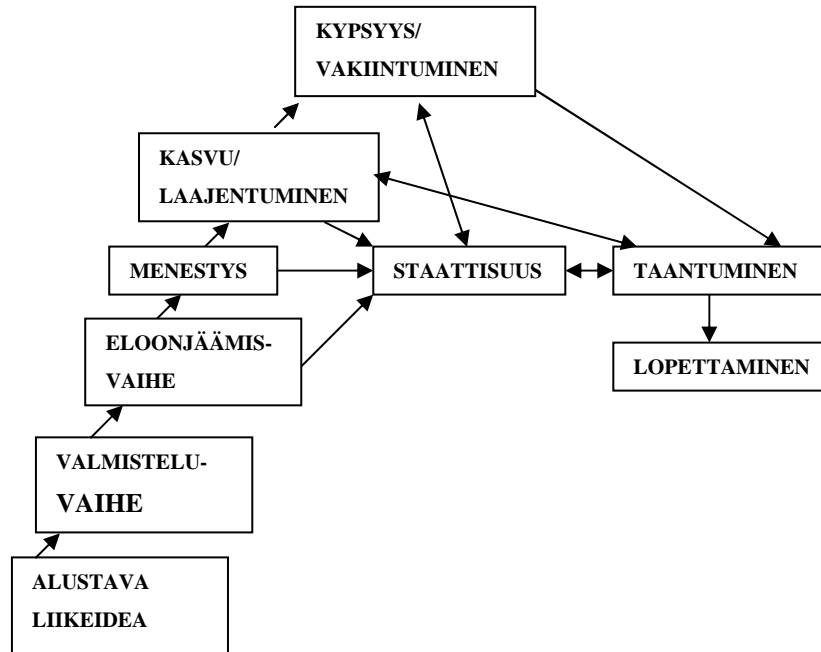 KYPSYYS/
VAKIINTUMINEN
KASVU/
LAAJENTUMINEN
MENESTYS
STAATTISUUS
TAANTUMINEN
ELOONJÄÄMIS-
VAIHE
LOPETTAMINEN
VALMISTELU-
VAIHE
ALUSTAVA
LIIKEIDEA